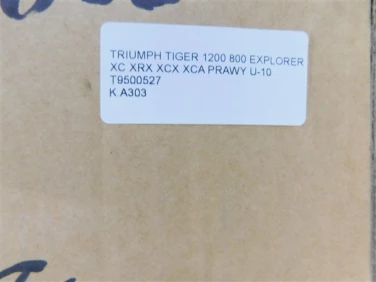 TRIUMPH TIGER 1200 800 EXPLORER
XC XRX XCX XCA PRAWY U-10
T9500527
K A303